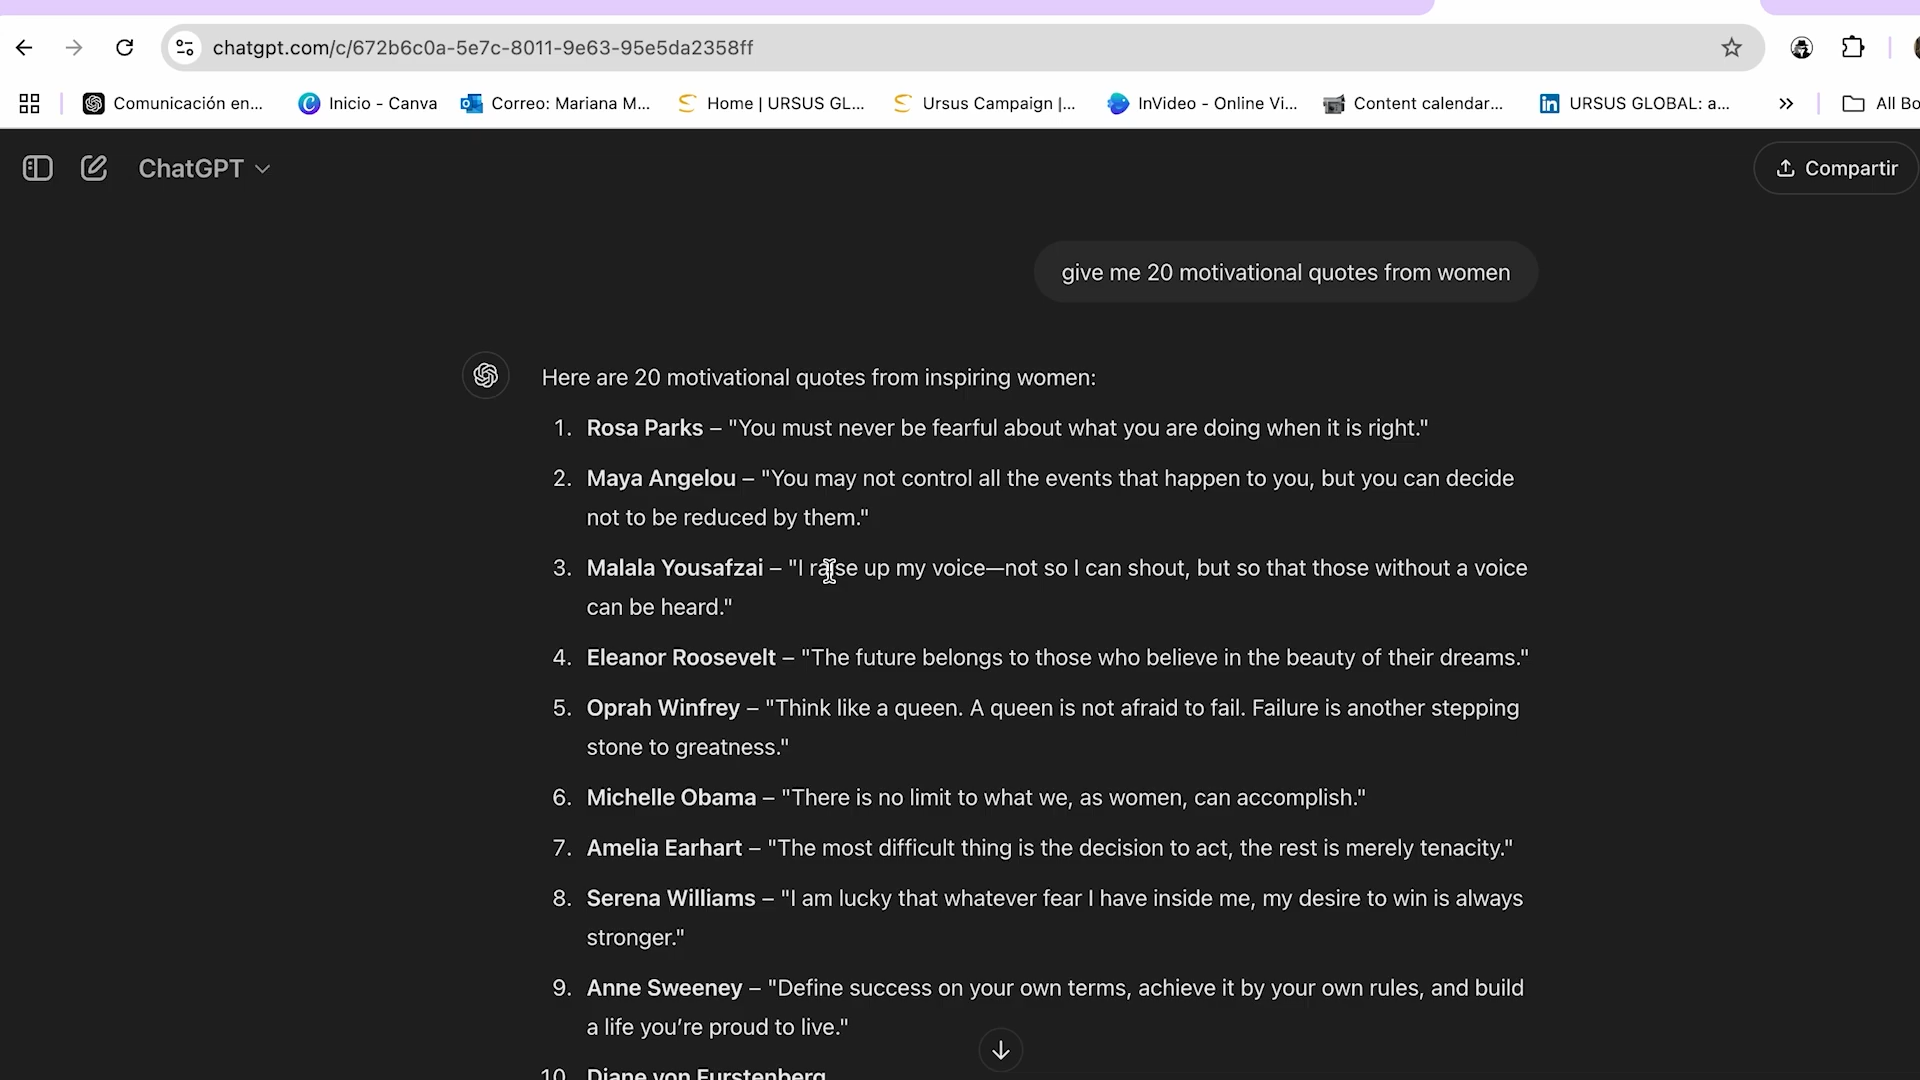 chatgpt.com/c/672b6c0a-5e7c-8011-9e63-95e5da2358ff
Comunicación en... Inicio - Canva Correo: Mariana M... Home | URSUS GL... Ursus Campaign |... InVideo - Online Vi... Content calendar... URSUS GLOBAL: a... All Bo
ChatGPT Compartir
give me 20 motivational quotes from women
Here are 20 motivational quotes from inspiring women:
1. Rosa Parks – "You must never be fearful about what you are doing when it is right."
2. Maya Angelou – "You may not control all the events that happen to you, but you can decide
not to be reduced by them."
3. Malala Yousafzai – "I raise up my voice—not so I can shout, but so that those without a voice
can be heard."
4. Eleanor Roosevelt – "The future belongs to those who believe in the beauty of their dreams."
5. Oprah Winfrey – "Think like a queen. A queen is not afraid to fail. Failure is another stepping
stone to greatness."
6. Michelle Obama – "There is no limit to what we, as women, can accomplish."
7. Amelia Earhart – "The most difficult thing is the decision to act, the rest is merely tenacity."
8. Serena Williams – "I am lucky that whatever fear I have inside me, my desire to win is always
stronger."
9. Anne Sweeney – "Define success on your own terms, achieve it by your own rules, and build
a life you’re proud to live."
10. Diane von Furstenberg